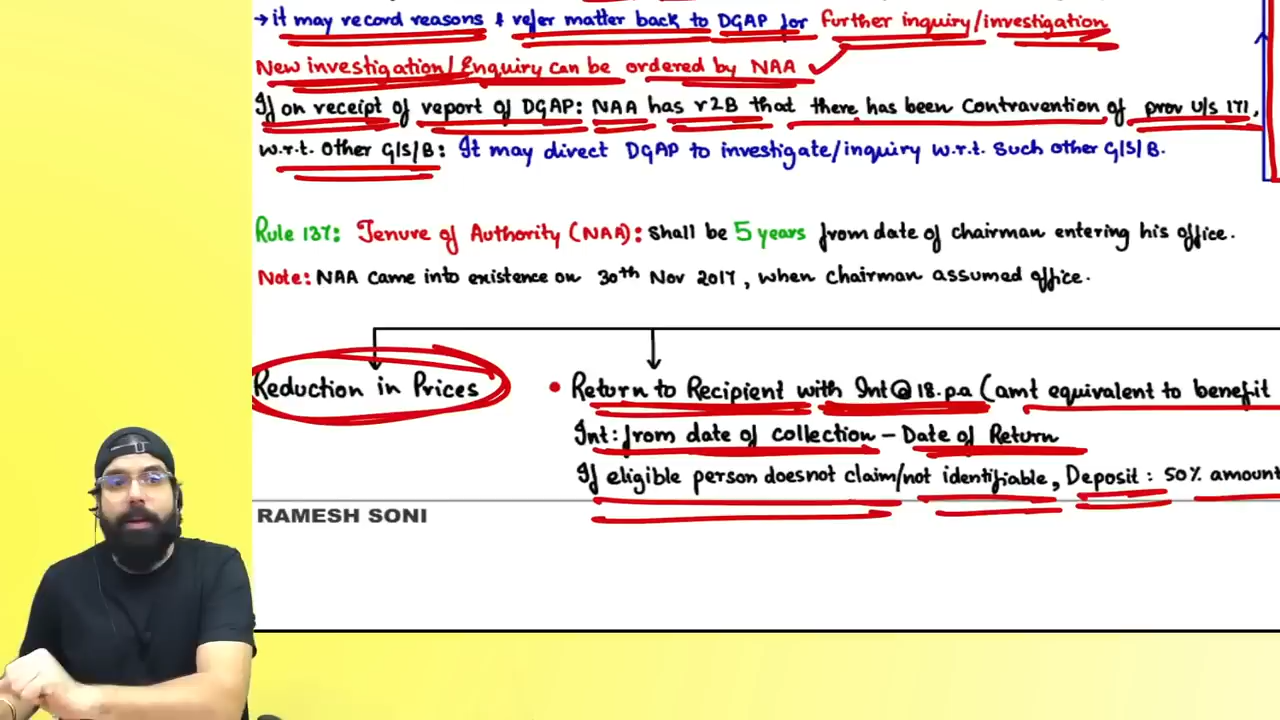 → it may record reasons & refer matter back to DGAP for further inquiry/investigation
New investigation/Enquiry can be ordered by NAA
If on receipt of report of DGAP: NAA has r2B that there has been Contravention of prov U/s 171,
w.r.t. Other G/S/B: It may direct DGAP to investigate/inquiry w.r.t. Such other G/S/B.
Rule 137: Tenure of Authority (NAA): Shall be 5 years from date of chairman entering his office.
Note: NAA came into existence on 30th Nov 2017, when chairman assumed office.
Reduction in Prices
• Return to Recipient with Int@18.p.a (amt equivalent to benefit
Int: from date of collection – Date of Return
If eligible person doesnot claim/not identifiable, Deposit: 50% amount
RAMESH SONI